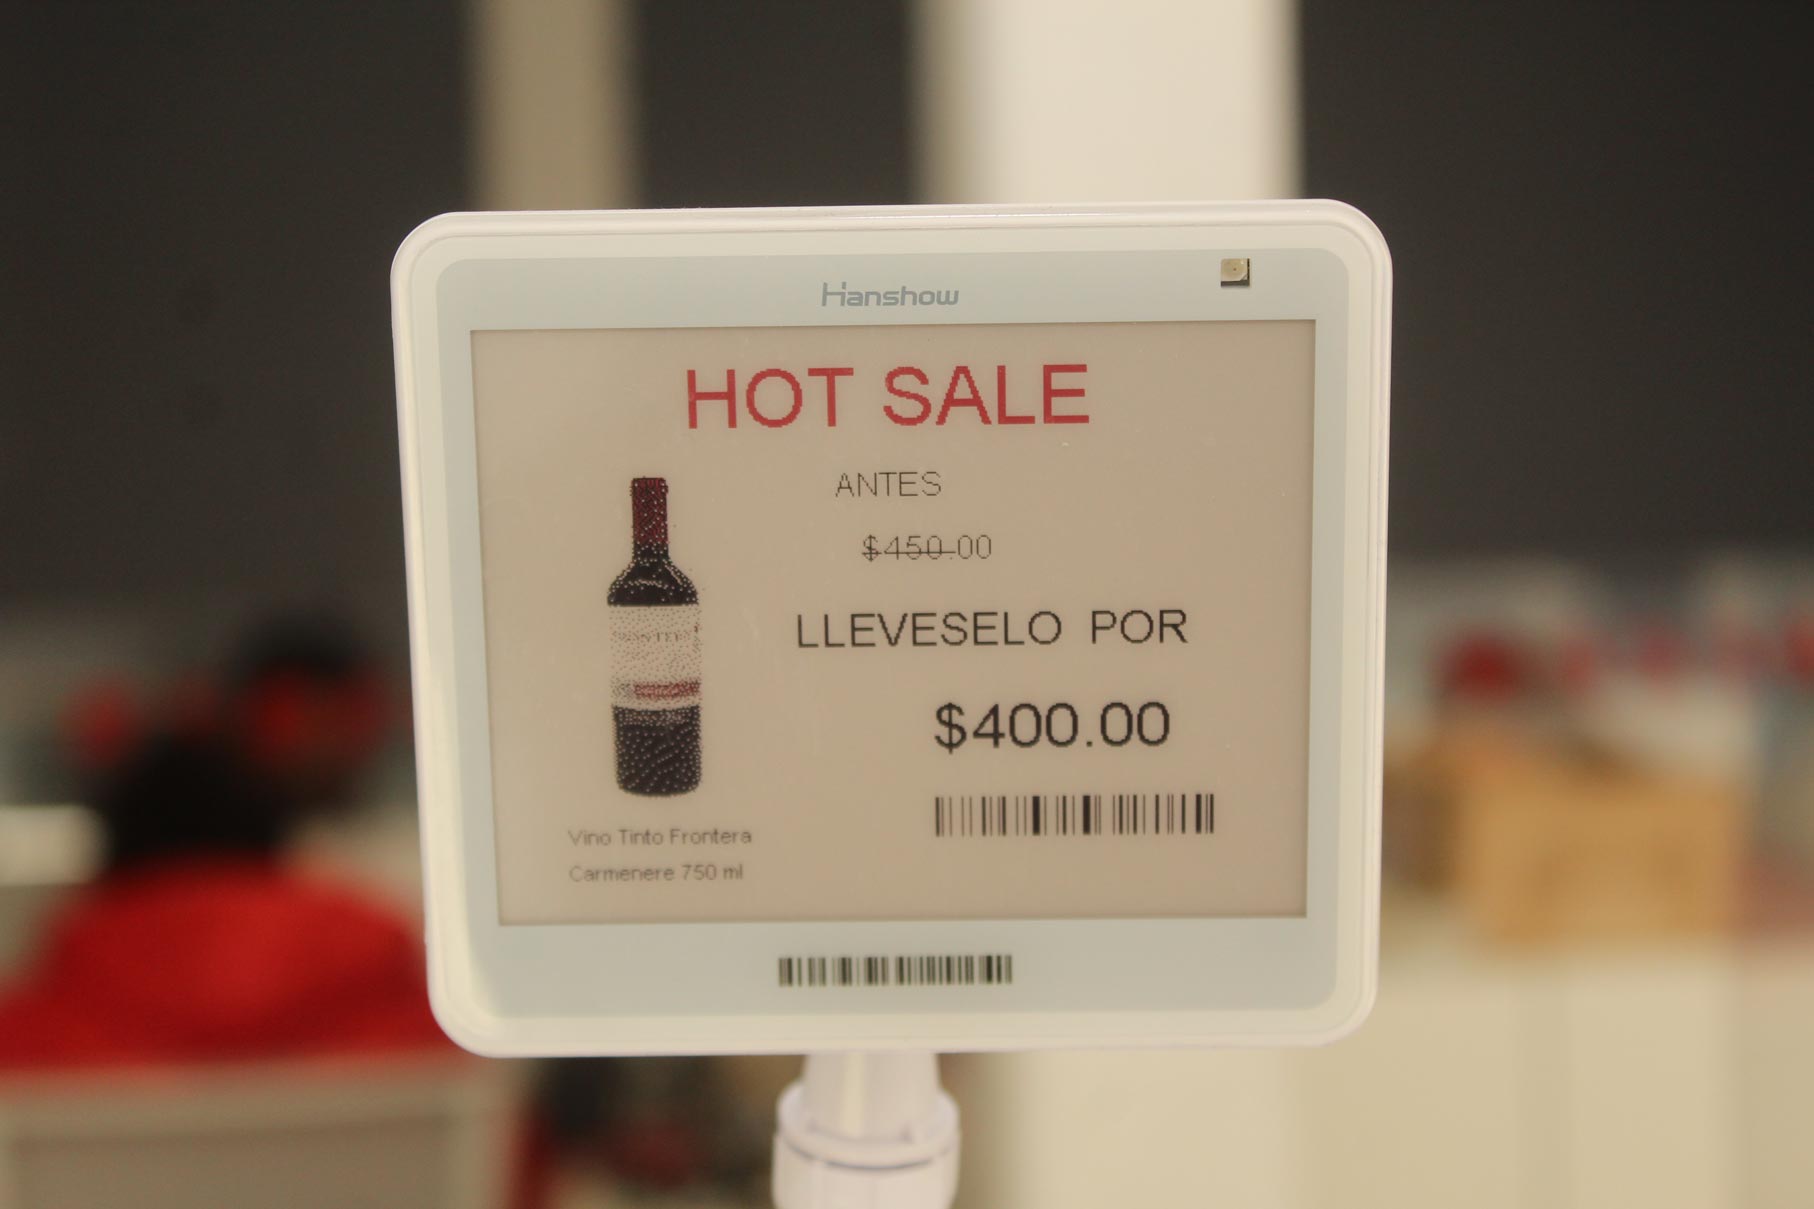 Hanshow
HOT SALE
ANTES
$450.00
LLEVESELO POR
$400.00
Vino Tinto Frontera
Carmenere 750 ml